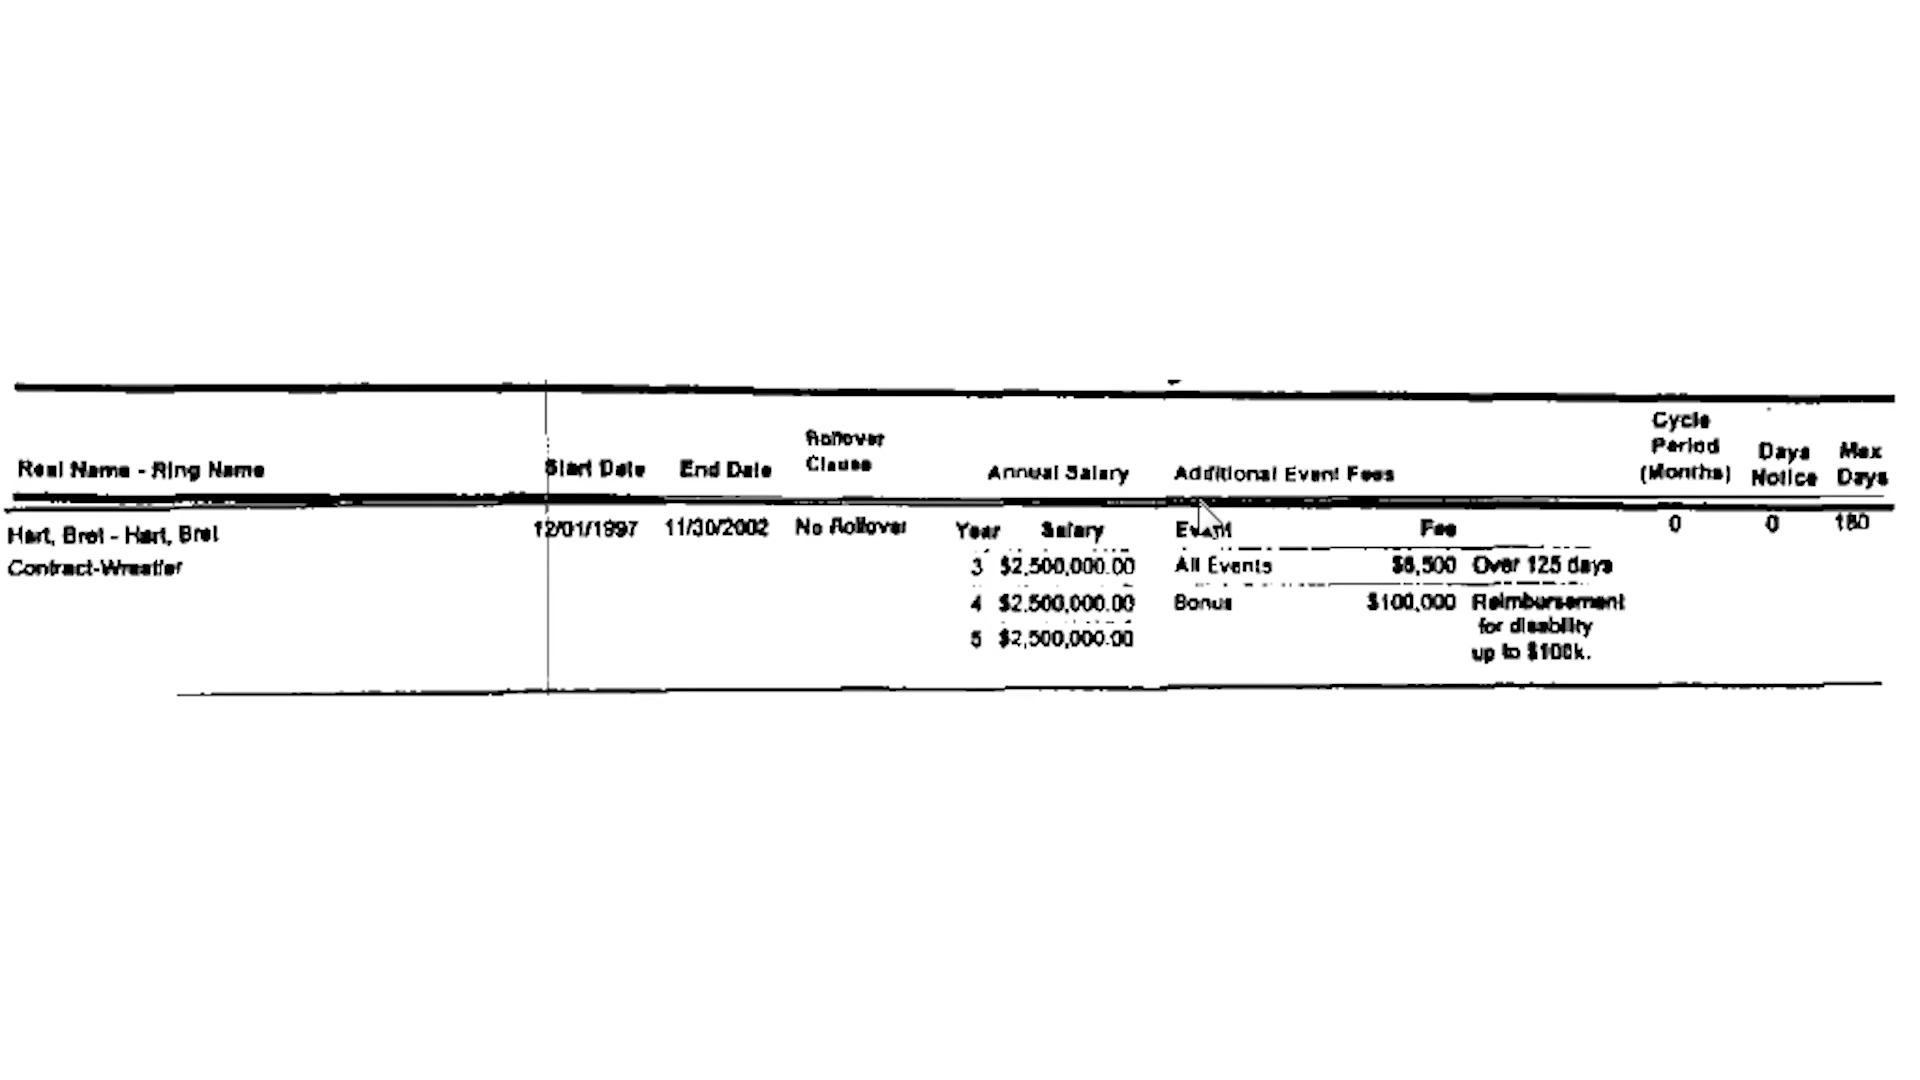 Cycle
Rollover Period Days Max
Real Name - Ring Name Start Date End Date Clause Annual Salary Additional Event Fees (Months) Notice Days
Hart, Bret - Hart, Bret 12/01/1997 11/30/2002 No Rollover Year Salary Event Fee 0 0 180
Contract-Wrestler 3 $2,500,000.00 All Events Over 125 days
4 $2,500,000.00 Bonus $100,000 Reimbursement
for disability
5 $2,500,000.00 up to $100k.